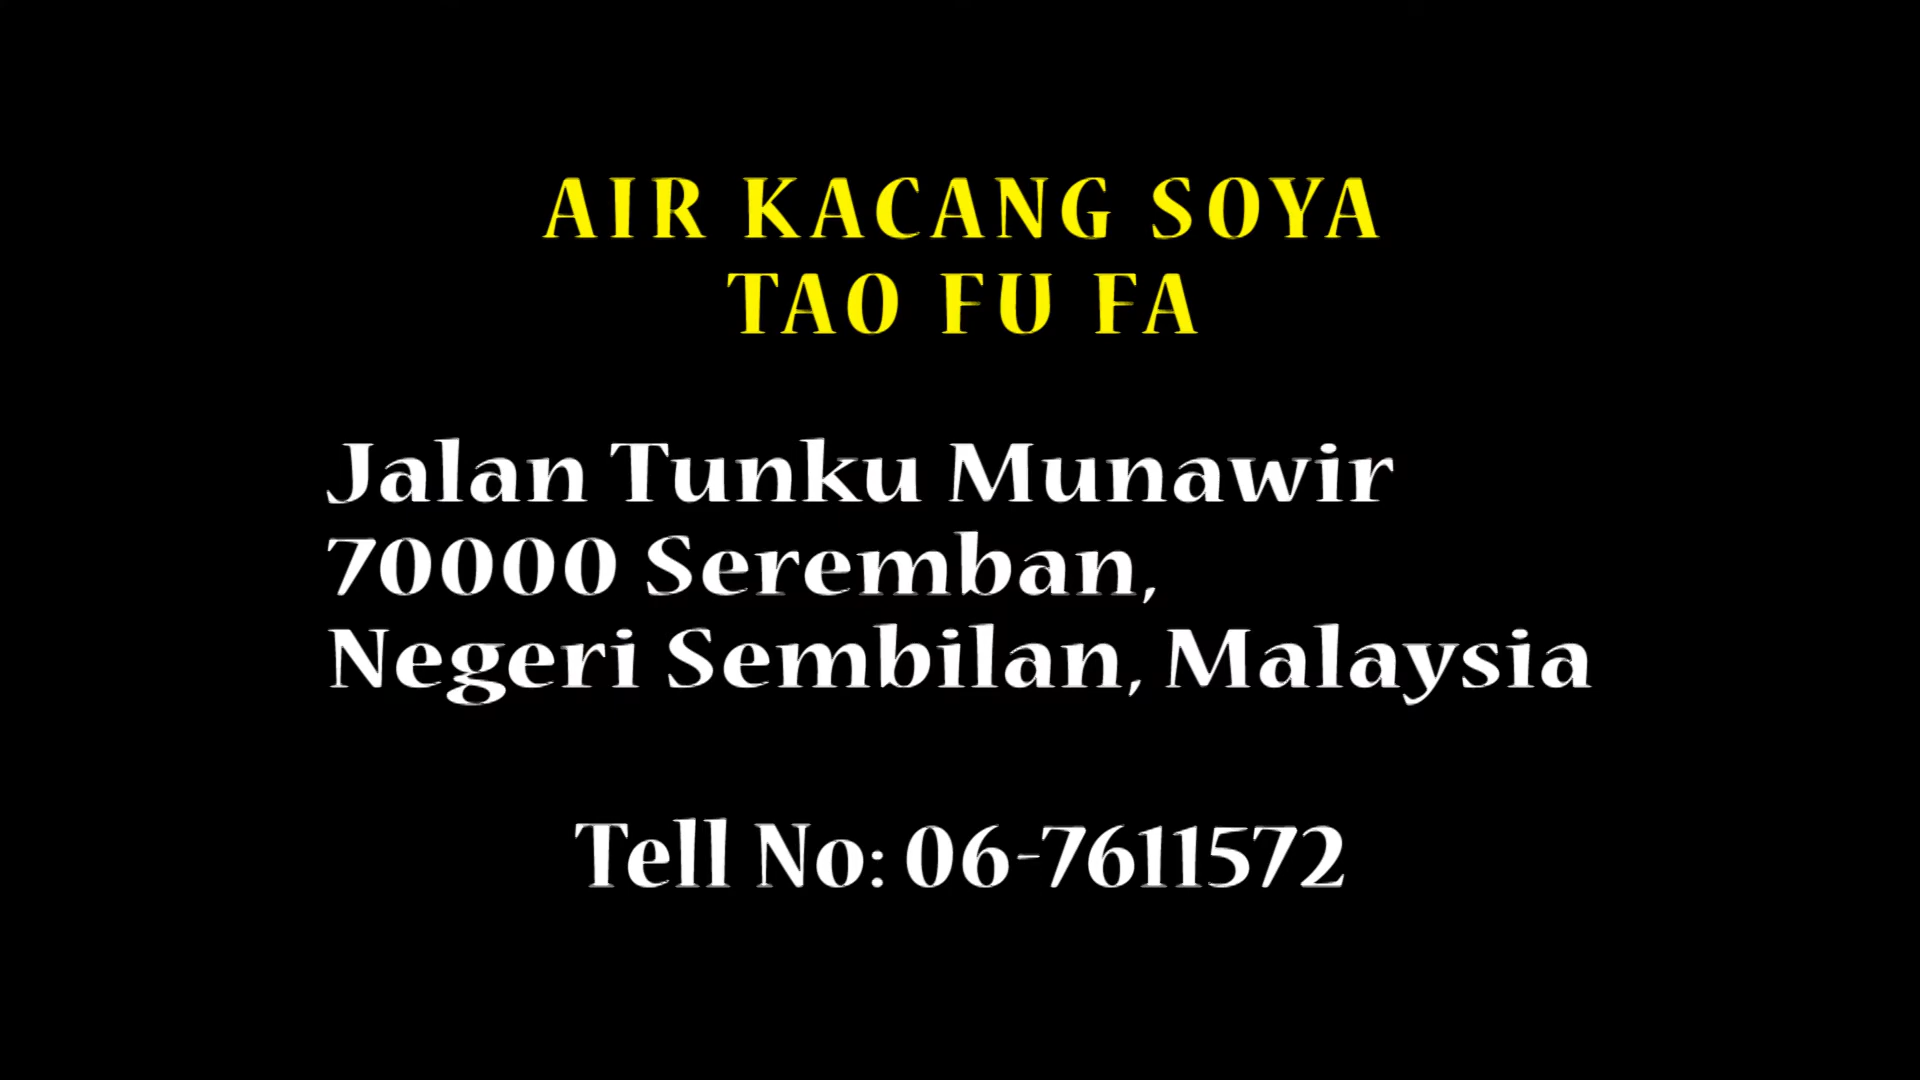 AIR KACANG SOYA
TAO FU FA
Jalan Tunku Munawir
70000 Seremban,
Negeri Sembilan, Malaysia
Tell No: 06-7611572